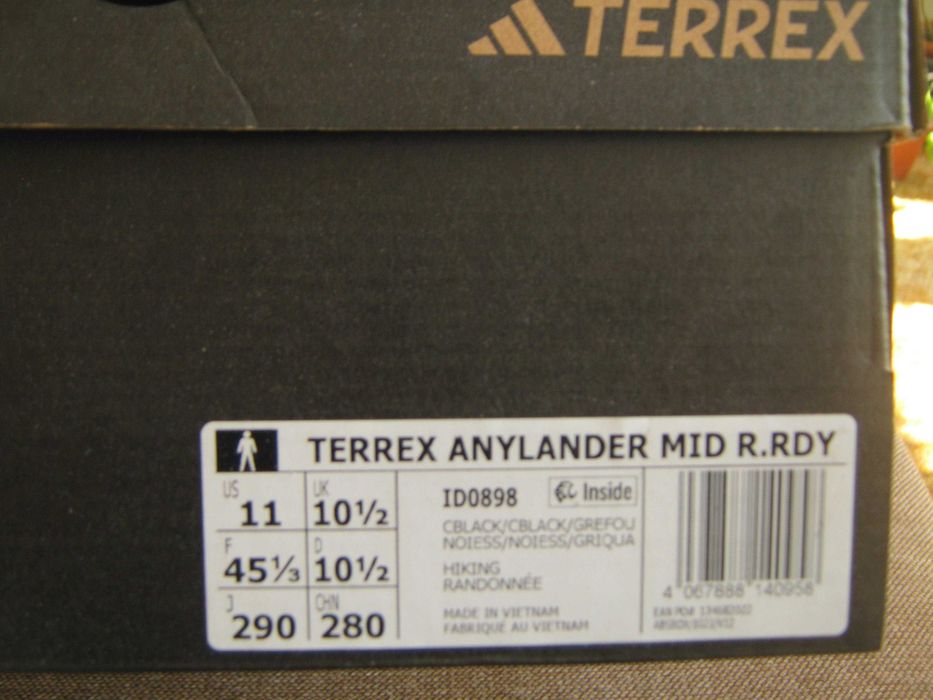 TERREX
TERREX ANYLANDER MID R.RDY
US 11 UK 10½
F 45⅓ D 10½
J 290 CHN 280
ID0898 Inside
CBLACK/CBLACK/GREFOU
NOIESS/NOIESS/GRIQUA
HIKING
RANDONNÉE
MADE IN VIETNAM
FABRIQUÉ AU VIETNAM
4 067888 140958